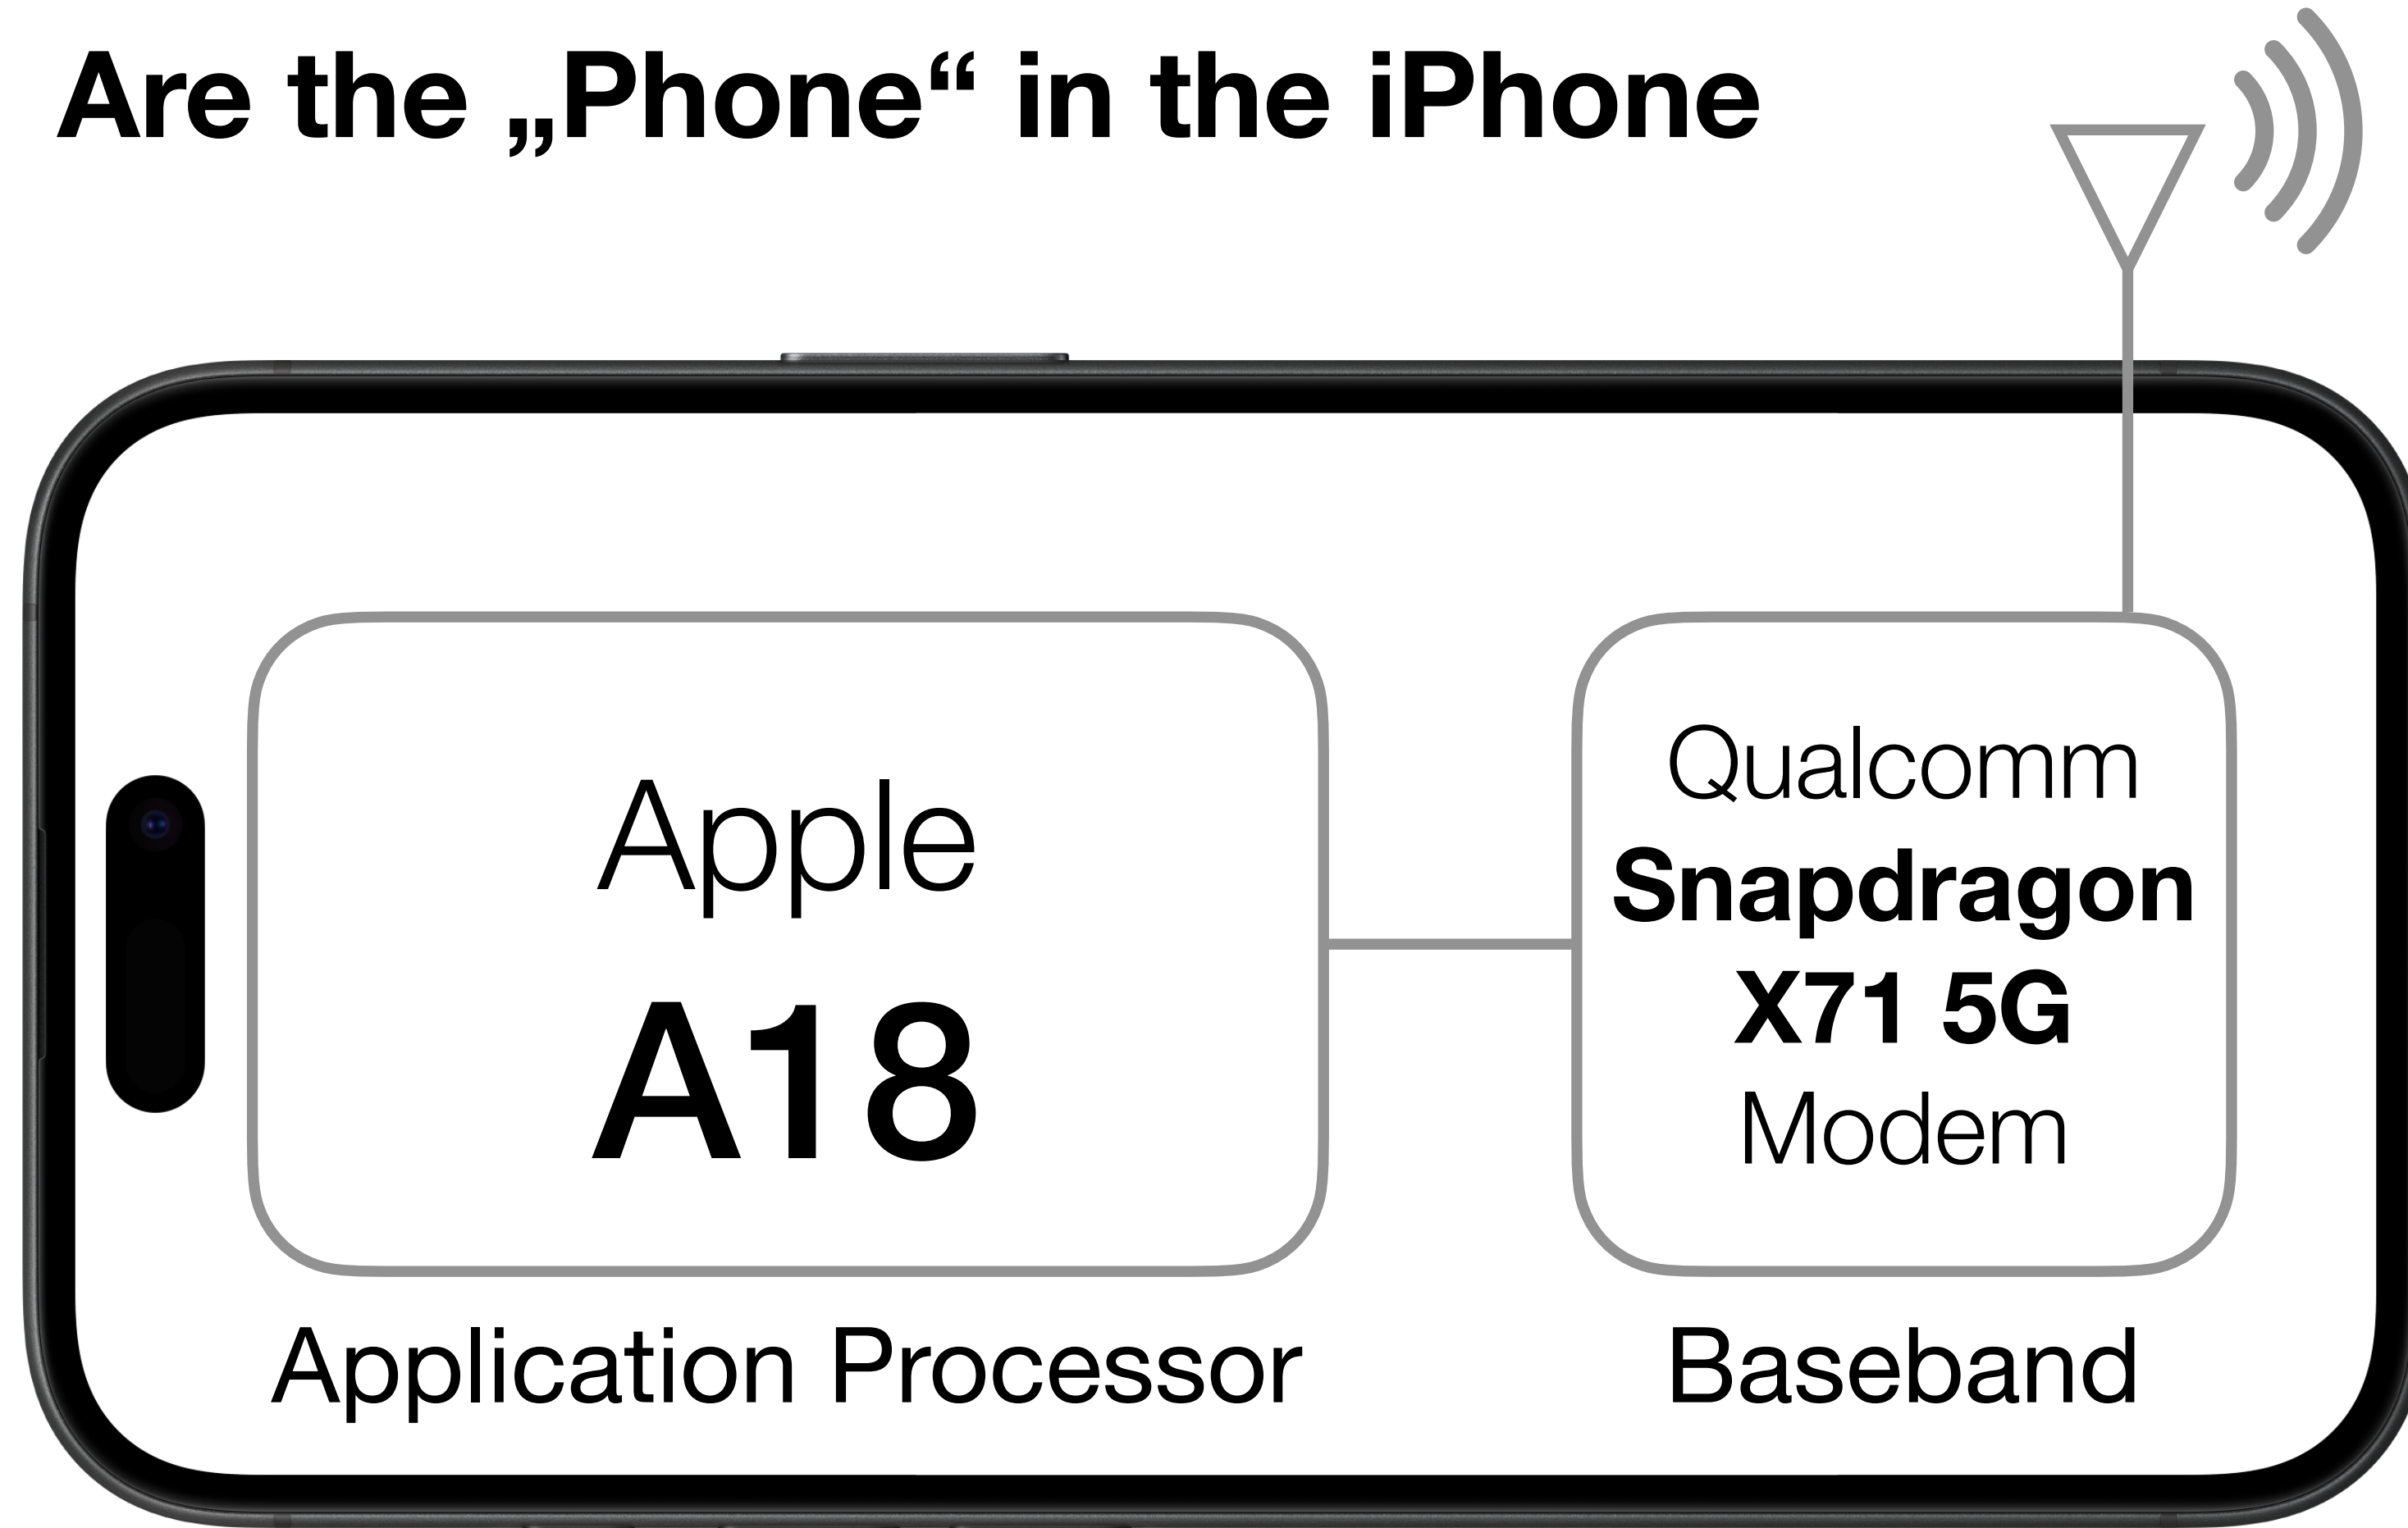 Are the „Phone“ in the iPhone
Apple
A18
Application Processor
Qualcomm
Snapdragon
X71 5G
Modem
Baseband